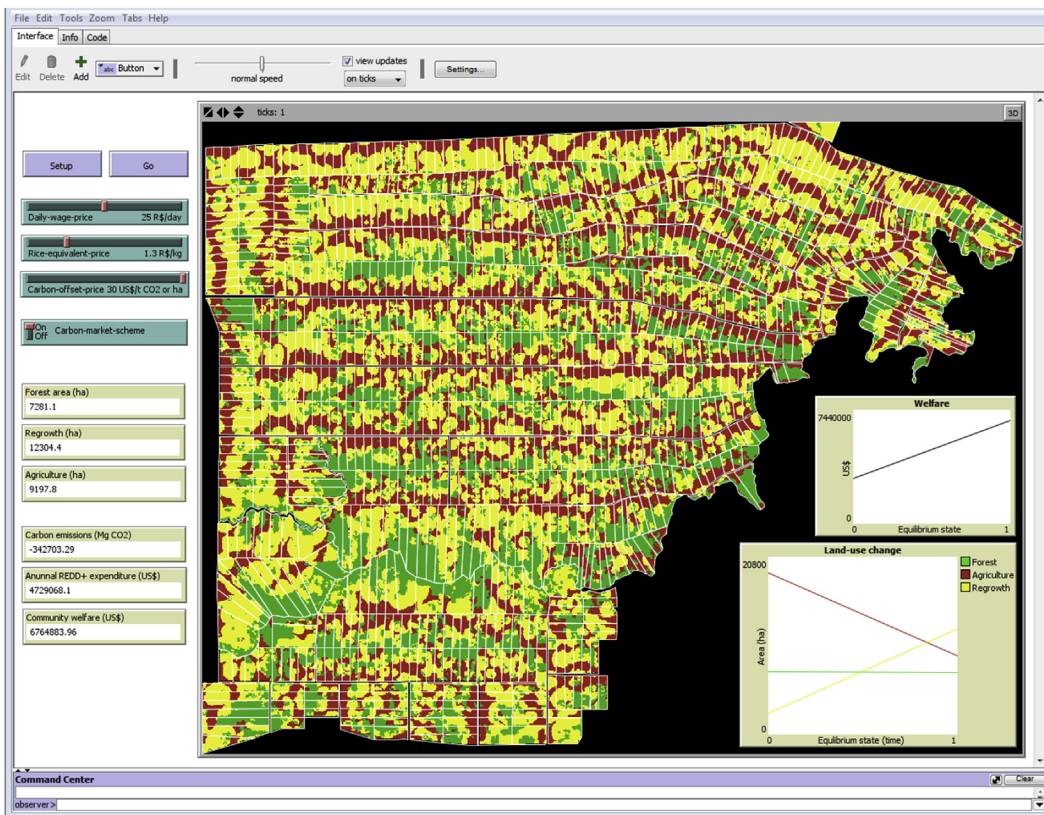 File Edit Tools Zoom Tabs Help
Interface Info Code
Edit Delete Add abc Button normal speed view updates on ticks Settings...
ticks: 1 3D
Setup Go
Daily-wage-price 25 R$/day
Rice-equivalent-price 1.3 R$/kg
Carbon-offset-price 30 US$/t CO2 or ha
On
Off
Carbon-market-scheme
Forest area (ha)
7281.1
Regrowth (ha)
12304.4
Agriculture (ha)
9197.8
Carbon emissions (Mg CO2)
-342703.29
Anunnal REDD+ expenditure (US$)
4729068.1
Community welfare (US$)
6764883.96
Welfare
7440000
US$
0
0 Equilibrium state 1
Land-use change
20800
Area (ha)
0
0 Equilibrium state (time) 1
Forest
Agriculture
Regrowth
Command Center Clear
observer>